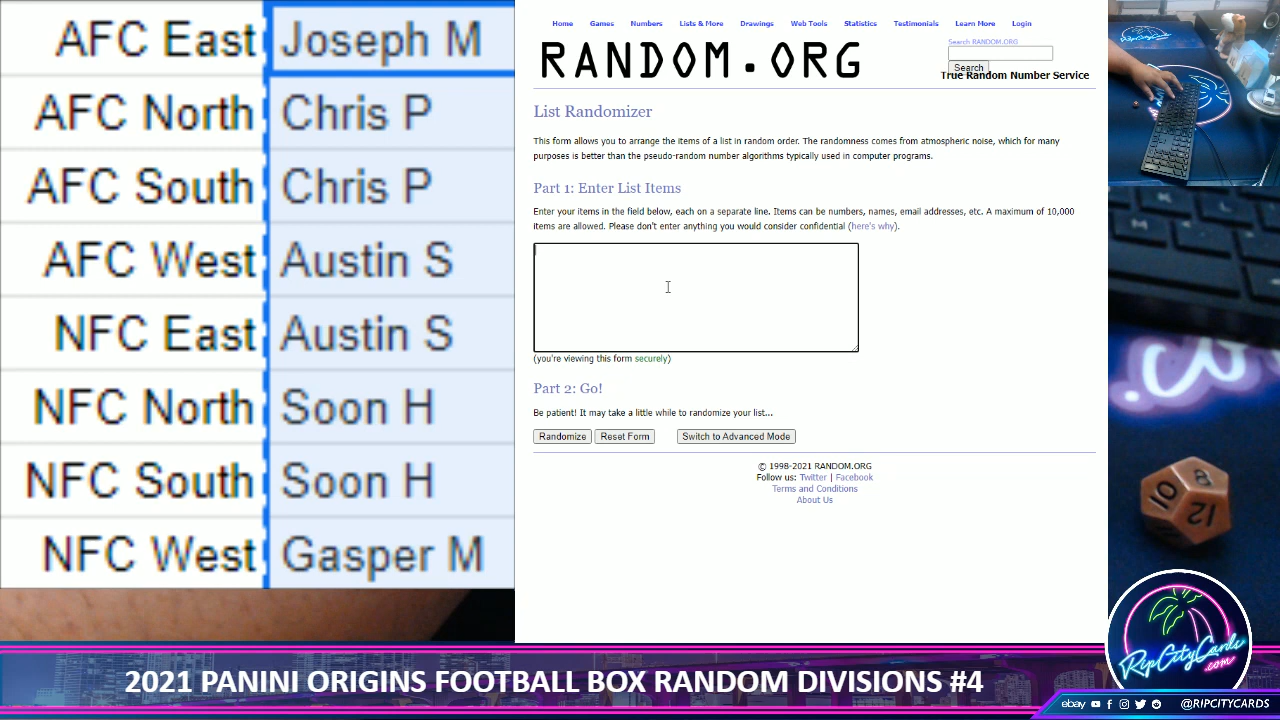 AFC East Joseph M
AFC North Chris P
AFC South Chris P
AFC West Austin S
NFC East Austin S
NFC North Soon H
NFC South Soon H
NFC West Gasper M
Home Games Numbers Lists & More Drawings Web Tools Statistics Testimonials Learn More Login
RANDOM.ORG
Search RANDOM.ORG
Search
True Random Number Service
List Randomizer
This form allows you to arrange the items of a list in random order. The randomness comes from atmospheric noise, which for many
purposes is better than the pseudo-random number algorithms typically used in computer programs.
Part 1: Enter List Items
Enter your items in the field below, each on a separate line. Items can be numbers, names, email addresses, etc. A maximum of 10,000
items are allowed. Please don't enter anything you would consider confidential (here's why).
(you're viewing this form securely)
Part 2: Go!
Be patient! It may take a little while to randomize your list...
Randomize Reset Form Switch to Advanced Mode
© 1998-2021 RANDOM.ORG
Follow us: Twitter | Facebook
Terms and Conditions
About Us
.co
8
10
12
RipCityCards
.com
2021 PANINI ORIGINS FOOTBALL BOX RANDOM DIVISIONS #4
ebay @RIPCITYCARDS